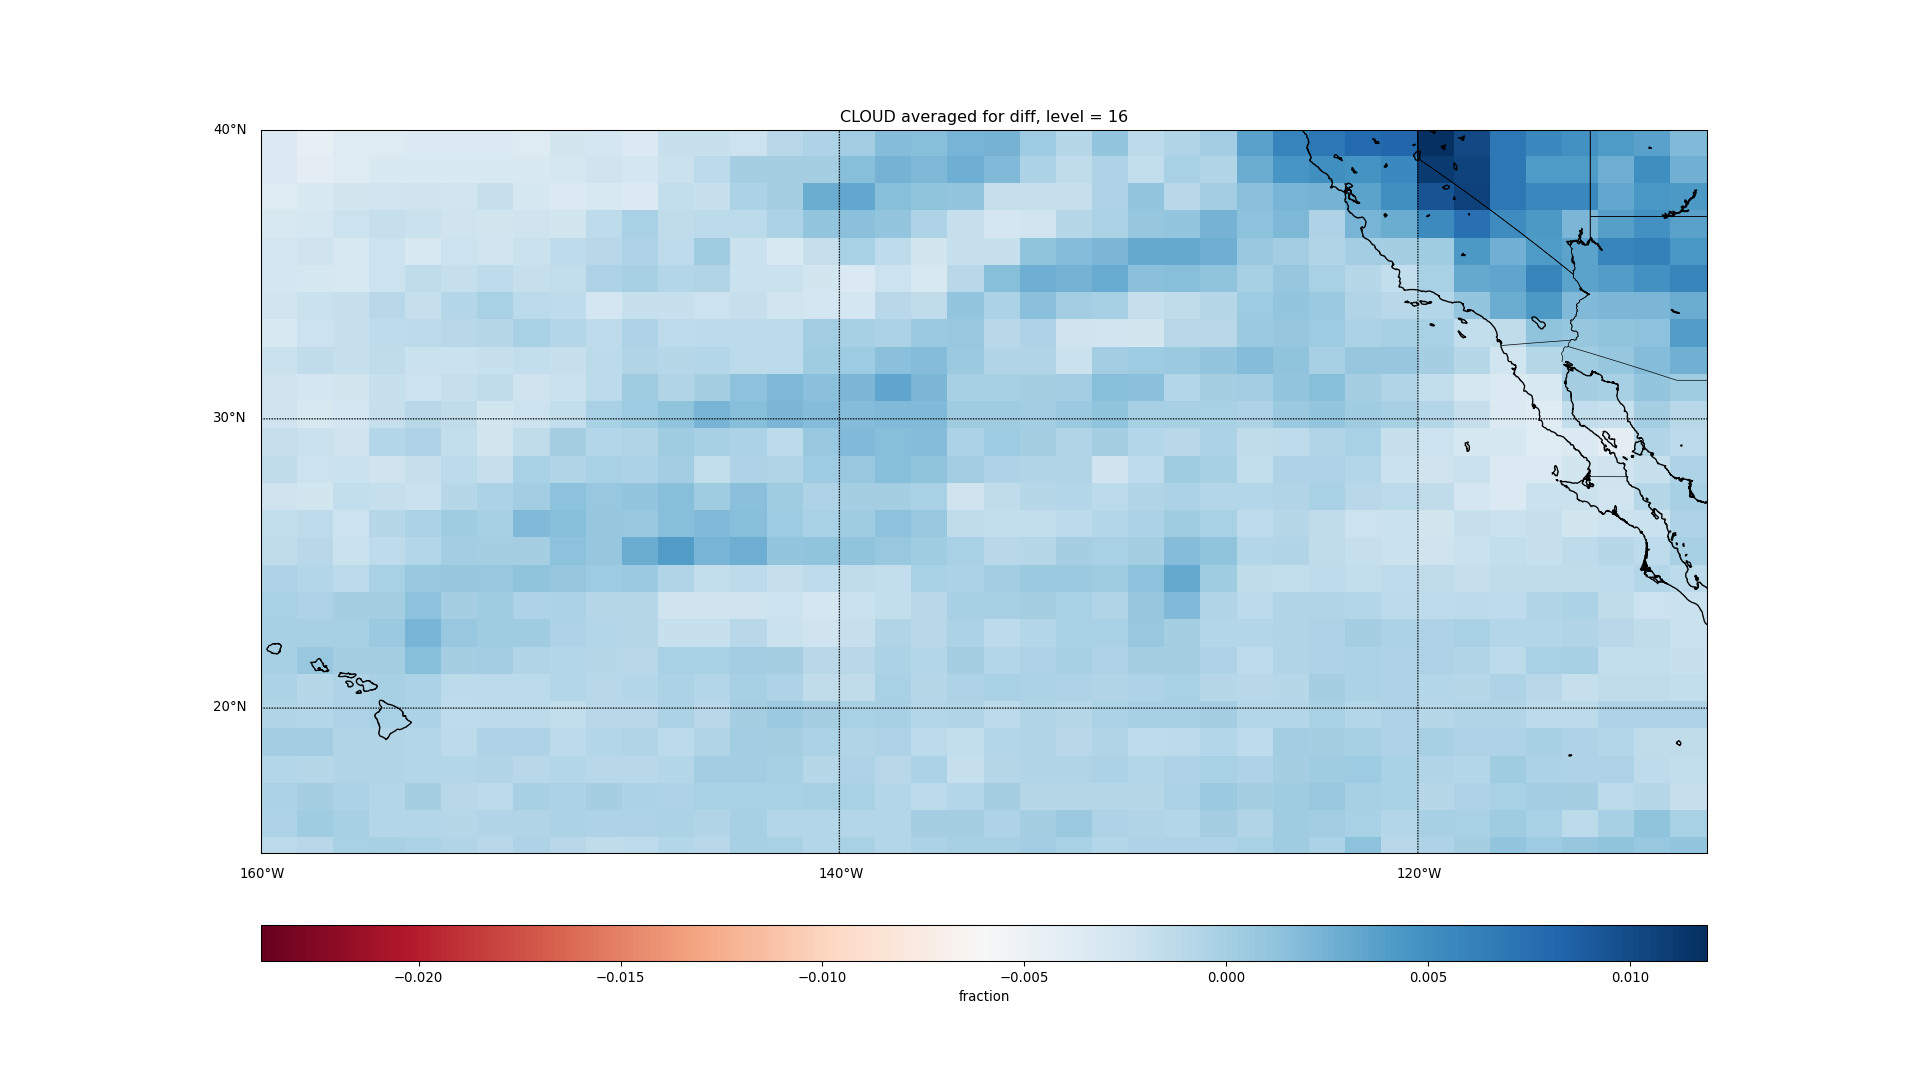 CLOUD averaged for diff, level = 16
40°N
30°N
20°N
160°W 140°W 120°W
−0.020 −0.015 −0.010 −0.005 0.000 0.005 0.010
fraction